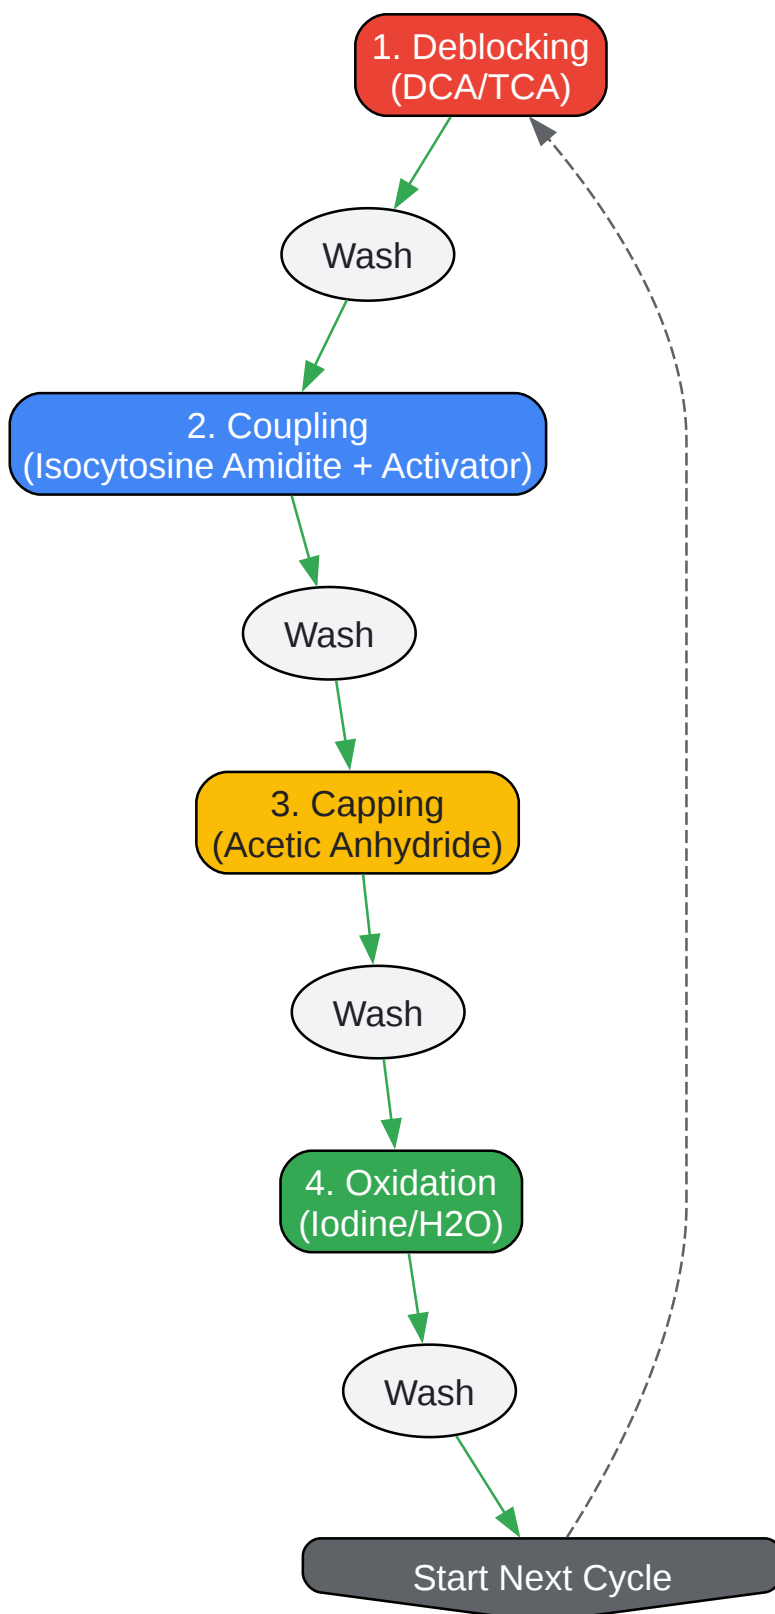 1. Deblocking
(DCA/TCA)
Wash
2. Coupling
(Isocytosine Amidite + Activator)
Wash
3. Capping
(Acetic Anhydride)
Wash
4. Oxidation
(Iodine/H2O)
Wash
Start Next Cycle